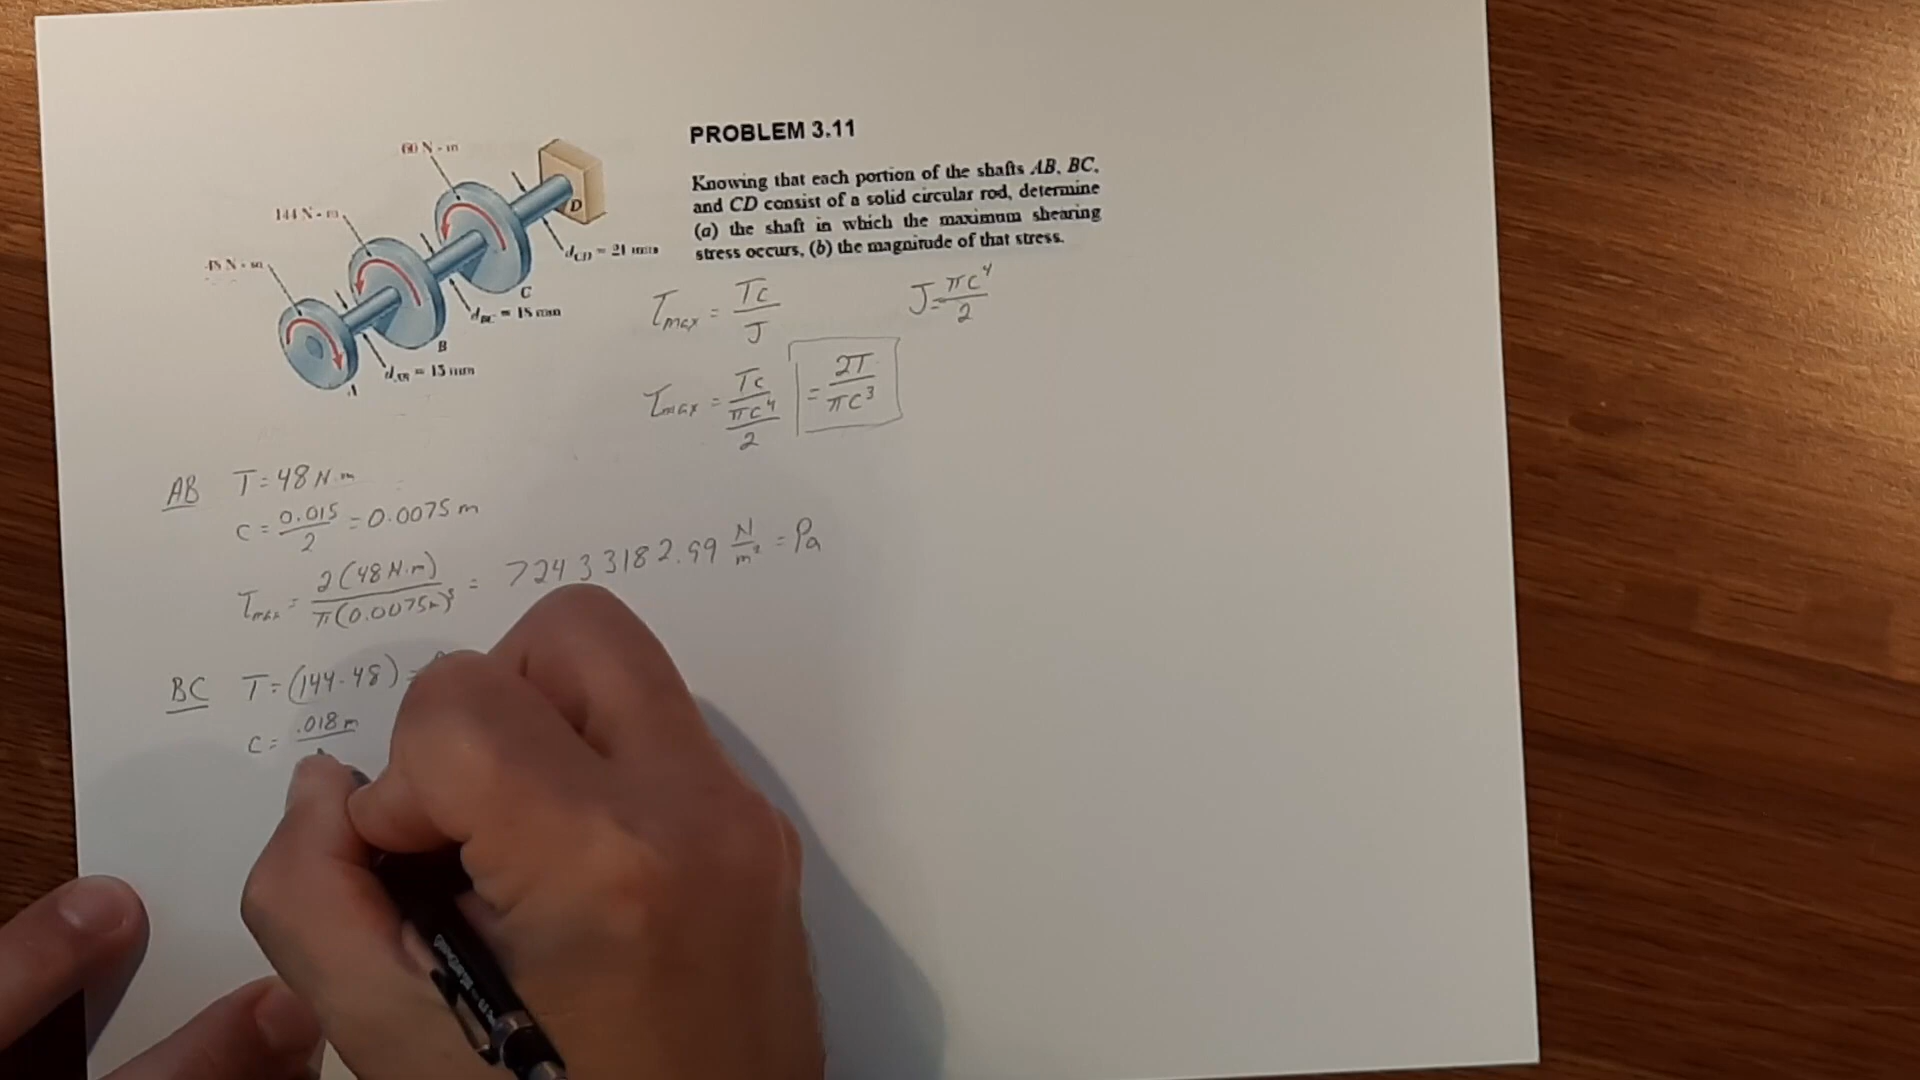 PROBLEM 3.11
Knowing that each portion of the shafts AB, BC,
and CD consist of a solid circular rod, determine
(a) the shaft in which the maximum shearing
stress occurs, (b) the magnitude of that stress.
60 N - m
144 N - m
48 N - m
D
d_CD = 21 mm
C
d_BC = 18 mm
B
d_AB = 15 mm
A
τmax = Tc / J
J = πc⁴ / 2
τmax = Tc / (πc⁴ / 2) = 2T / πc³
AB T = 48 N·m
c = 0.015 / 2 = 0.0075 m
τmax = 2(48 N·m) / π(0.0075m)³ = 72433182.99 N/m² = Pa
BC T = (144-48) =
c = .018 m